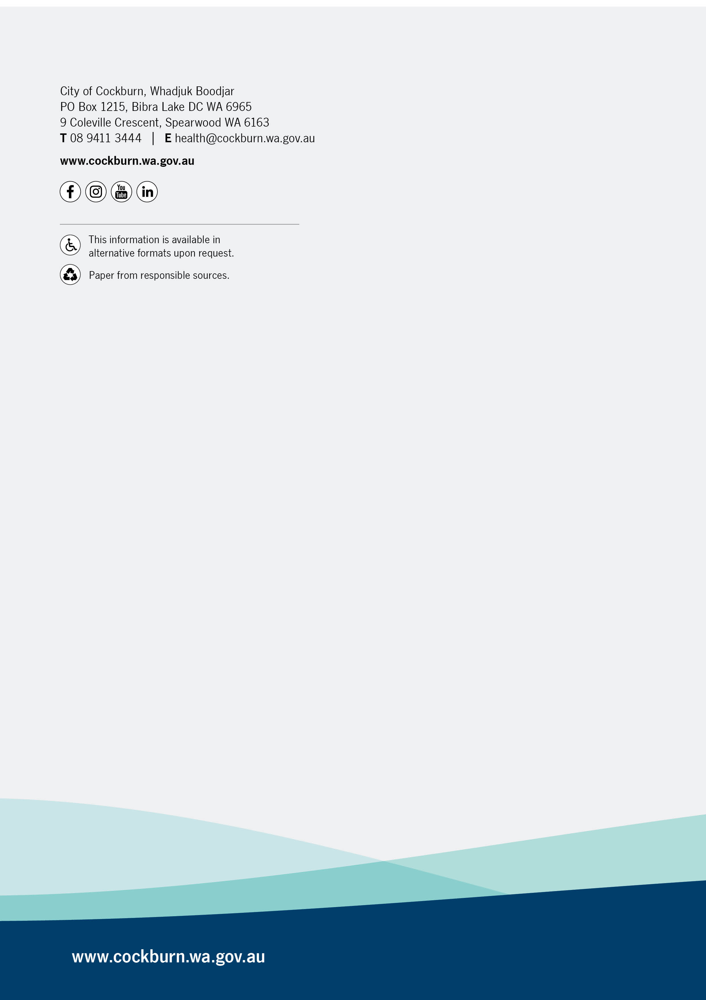 City of Cockburn, Whadjuk Boodjar
PO Box 1215, Bibra Lake DC WA 6965
9 Coleville Crescent, Spearwood WA 6163
T 08 9411 3444 | E health@cockburn.wa.gov.au
www.cockburn.wa.gov.au
f You Tube in
This information is available in
alternative formats upon request.
Paper from responsible sources.
www.cockburn.wa.gov.au